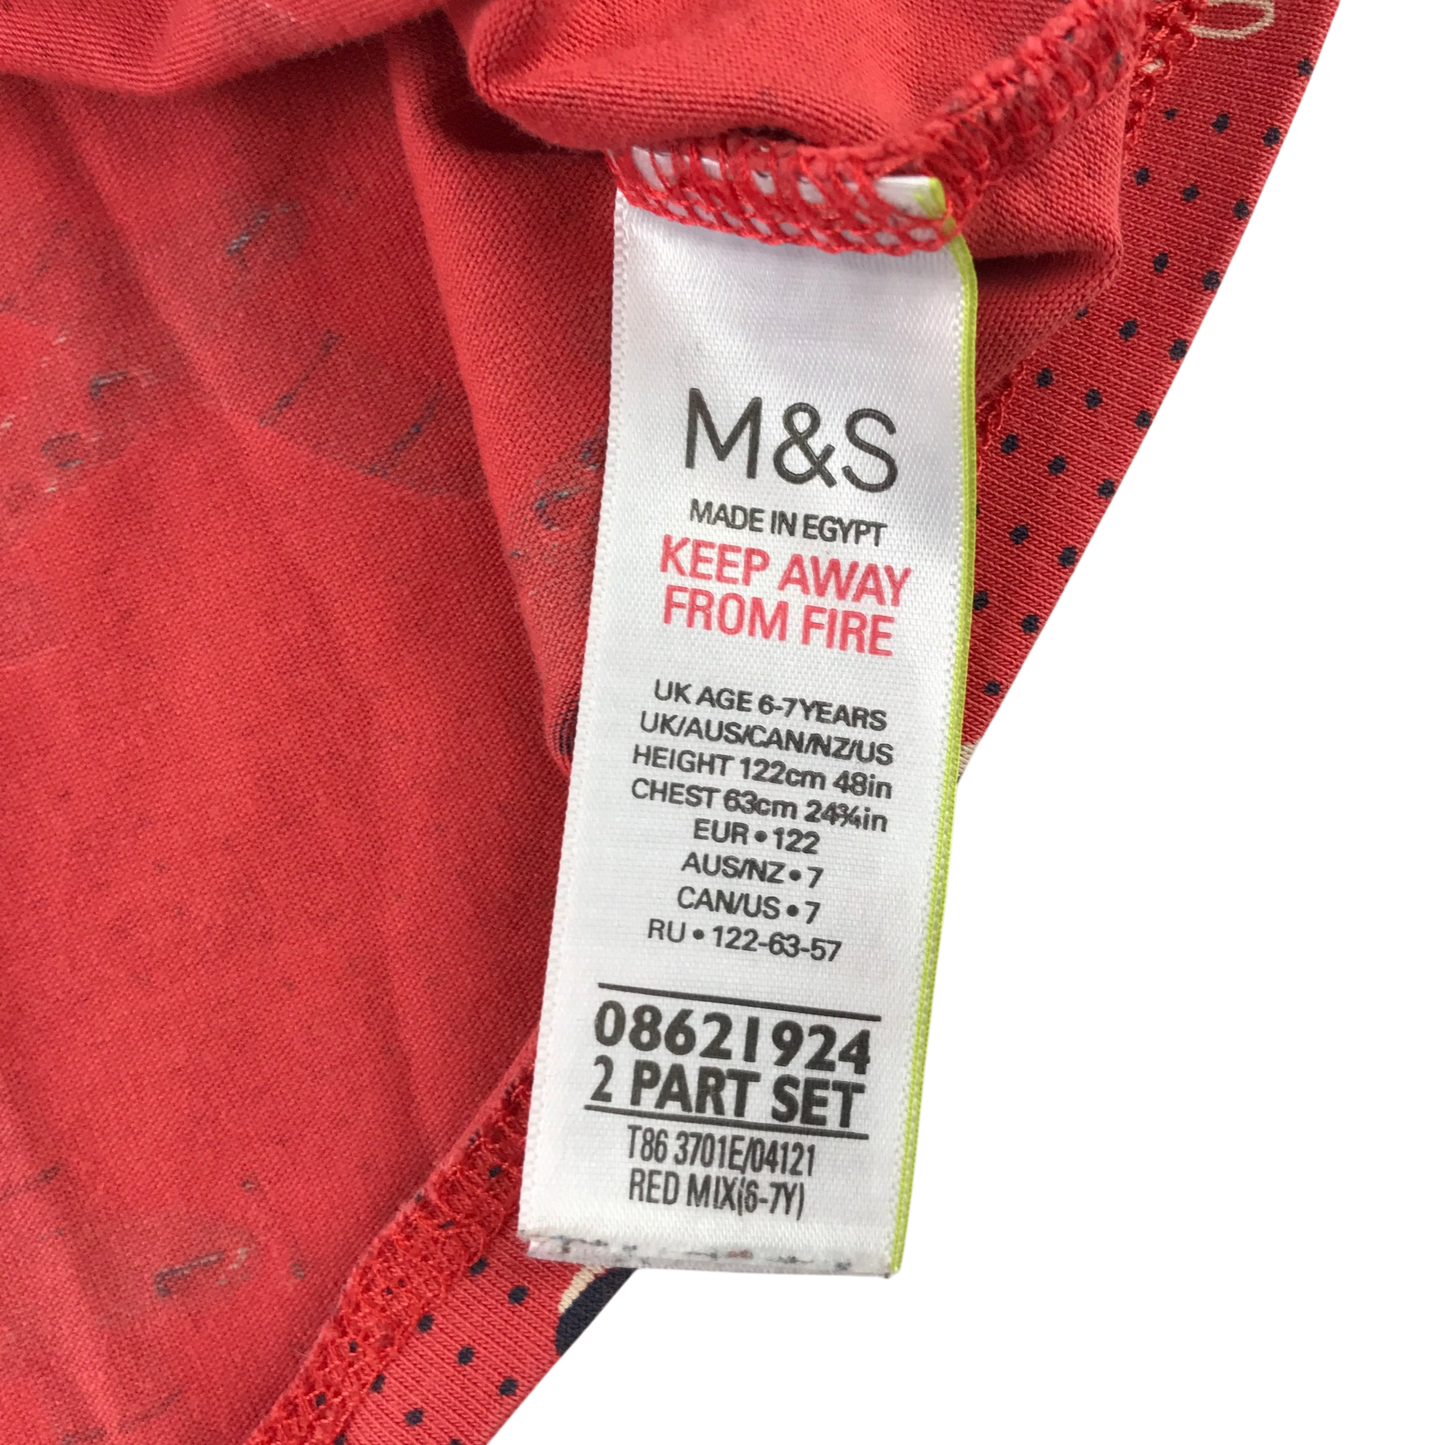 M&S
MADE IN EGYPT
KEEP AWAY
FROM FIRE
UK AGE 6-7YEARS
UK/AUS/CAN/NZ/US
HEIGHT 122cm 48in
CHEST 63cm 24¾in
EUR • 122
AUS/NZ • 7
CAN/US • 7
RU • 122-63-57
08621924
2 PART SET
T86 3701E/04121
RED MIX(6-7Y)